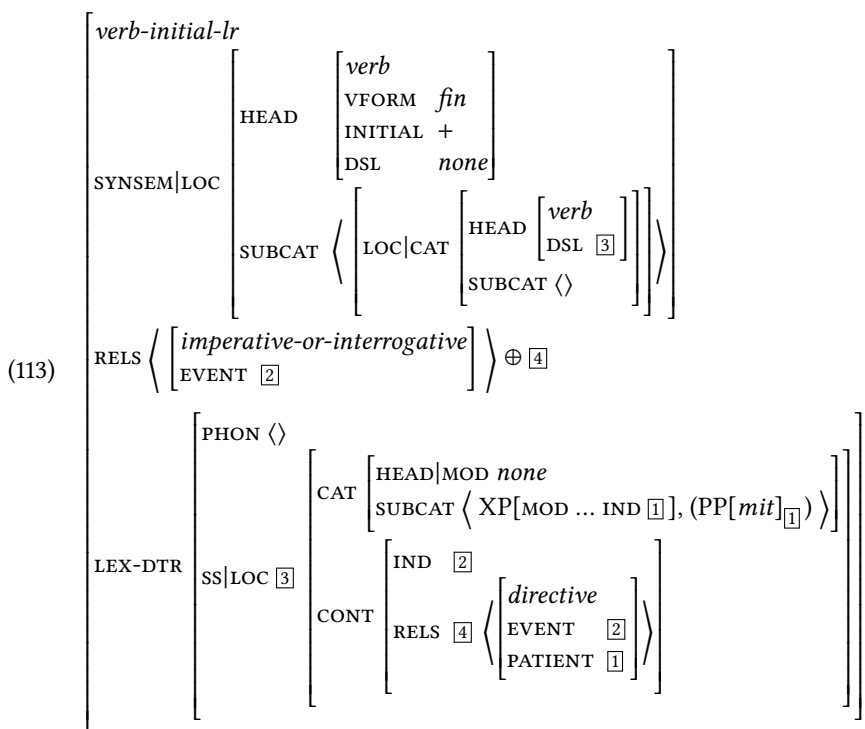 verb-initial-lr
verb
VFORM fin
HEAD
INITIAL +
DSL none
SYNSEM|LOC
verb
HEAD
DSL 3
SUBCAT ⟨ LOC|CAT ⟩
SUBCAT ⟨⟩
imperative-or-interrogative
RELS ⟨ ⟩ ⊕ 4
(113)
EVENT 2
PHON ⟨⟩
HEAD|MOD none
CAT
SUBCAT ⟨ XP[MOD ... IND 1], (PP[mit]1) ⟩
IND 2
LEX-DTR
SS|LOC 3
directive
CONT
RELS 4 ⟨ EVENT 2 ⟩
PATIENT 1